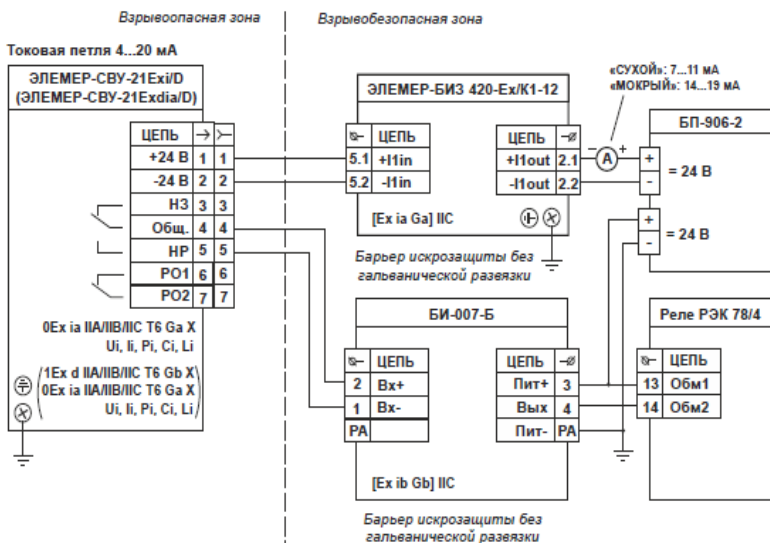 Взрывоопасная зона
Взрывобезопасная зона
Токовая петля 4...20 мА
ЭЛЕМЕР-СВУ-21Exi/D
(ЭЛЕМЕР-СВУ-21Exdia/D)
ЦЕПЬ
+24 В 1 1
-24 В 2 2
НЗ 3 3
Общ. 4 4
НР 5 5
РО1 6 6
РО2 7 7
0Ex ia IIA/IIB/IIC T6 Ga X
Ui, Ii, Pi, Ci, Li
1Ex d IIA/IIB/IIC T6 Gb X
0Ex ia IIA/IIB/IIC T6 Ga X
Ui, Ii, Pi, Ci, Li
ЭЛЕМЕР-БИЗ 420-Ex/K1-12
ЦЕПЬ
5.1 +I1in
5.2 -I1in
ЦЕПЬ
+I1out 2.1
-I1out 2.2
[Ex ia Ga] IIC
Барьер искрозащиты без
гальванической развязки
«СУХОЙ»: 7...11 мА
«МОКРЫЙ»: 14...19 мА
- A +
БП-906-2
+
= 24 В
-
+
= 24 В
-
БИ-007-Б
ЦЕПЬ
2 Вх+
1 Вх-
PA
ЦЕПЬ
Пит+ 3
Вых 4
Пит- PA
[Ex ib Gb] IIC
Барьер искрозащиты без
гальванической развязки
Реле РЭК 78/4
ЦЕПЬ
13 Обм1
14 Обм2